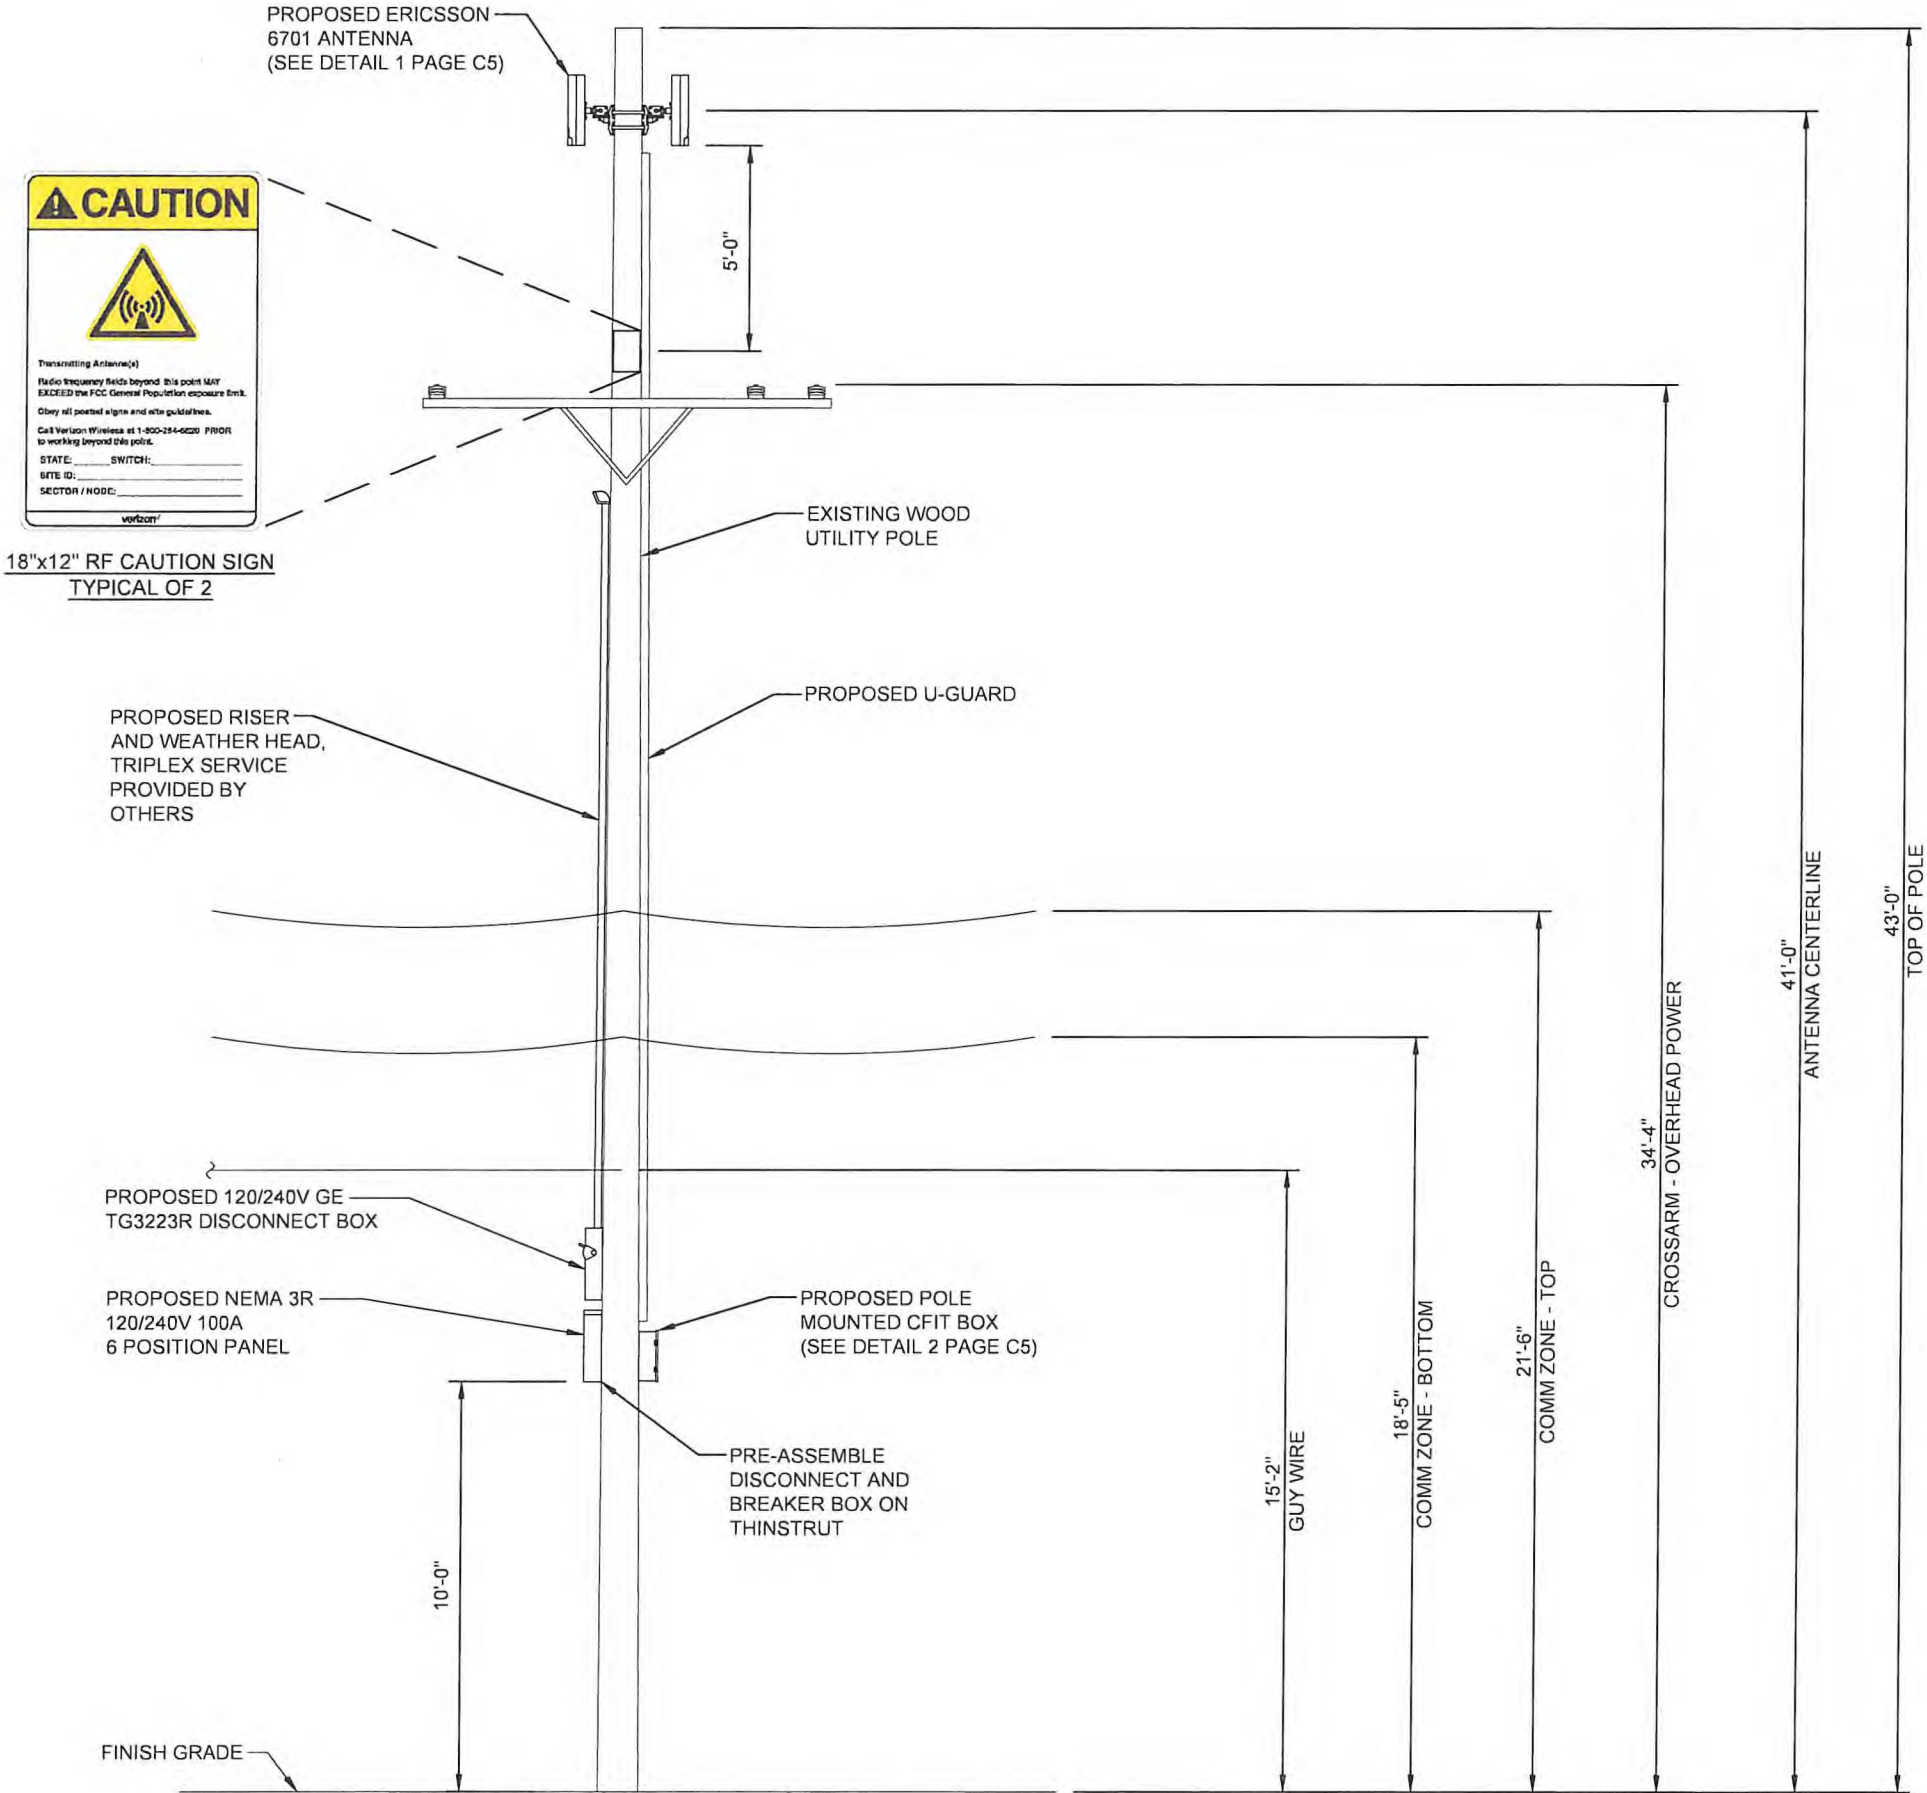 PROPOSED ERICSSON
6701 ANTENNA
(SEE DETAIL 1 PAGE C5)
CAUTION
Transmitting Antenna(s)
Radio frequency fields beyond this point MAY
EXCEED the FCC General Population exposure limit.
Obey all posted signs and site guidelines.
Call Verizon Wireless at 1-800-264-6620 PRIOR
to working beyond this point.
STATE: SWITCH:
SITE ID:
SECTOR / NODE:
verizon
18"x12" RF CAUTION SIGN
TYPICAL OF 2
5'-0"
EXISTING WOOD
UTILITY POLE
PROPOSED U-GUARD
PROPOSED RISER
AND WEATHER HEAD,
TRIPLEX SERVICE
PROVIDED BY
OTHERS
PROPOSED 120/240V GE
TG3223R DISCONNECT BOX
PROPOSED NEMA 3R
120/240V 100A
6 POSITION PANEL
PROPOSED POLE
MOUNTED CFIT BOX
(SEE DETAIL 2 PAGE C5)
PRE-ASSEMBLE
DISCONNECT AND
BREAKER BOX ON
THINSTRUT
10'-0"
FINISH GRADE
15'-2"
GUY WIRE
18'-5"
COMM ZONE - BOTTOM
21'-6"
COMM ZONE - TOP
34'-4"
CROSSARM - OVERHEAD POWER
41'-0"
ANTENNA CENTERLINE
43'-0"
TOP OF POLE